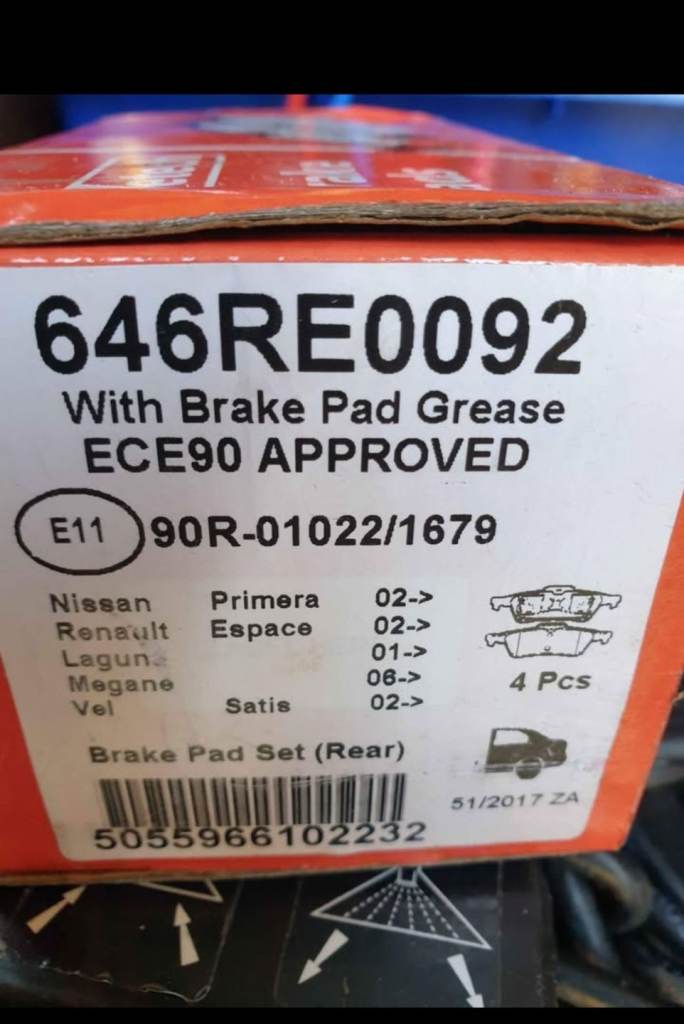 646RE0092
With Brake Pad Grease
ECE90 APPROVED
E11 90R-01022/1679
Nissan Primera 02->
Renault Espace 02->
01->
Megane 06->
Vel Satis 02->
4 Pcs
Brake Pad Set (Rear)
51/2017 ZA
5055966102232